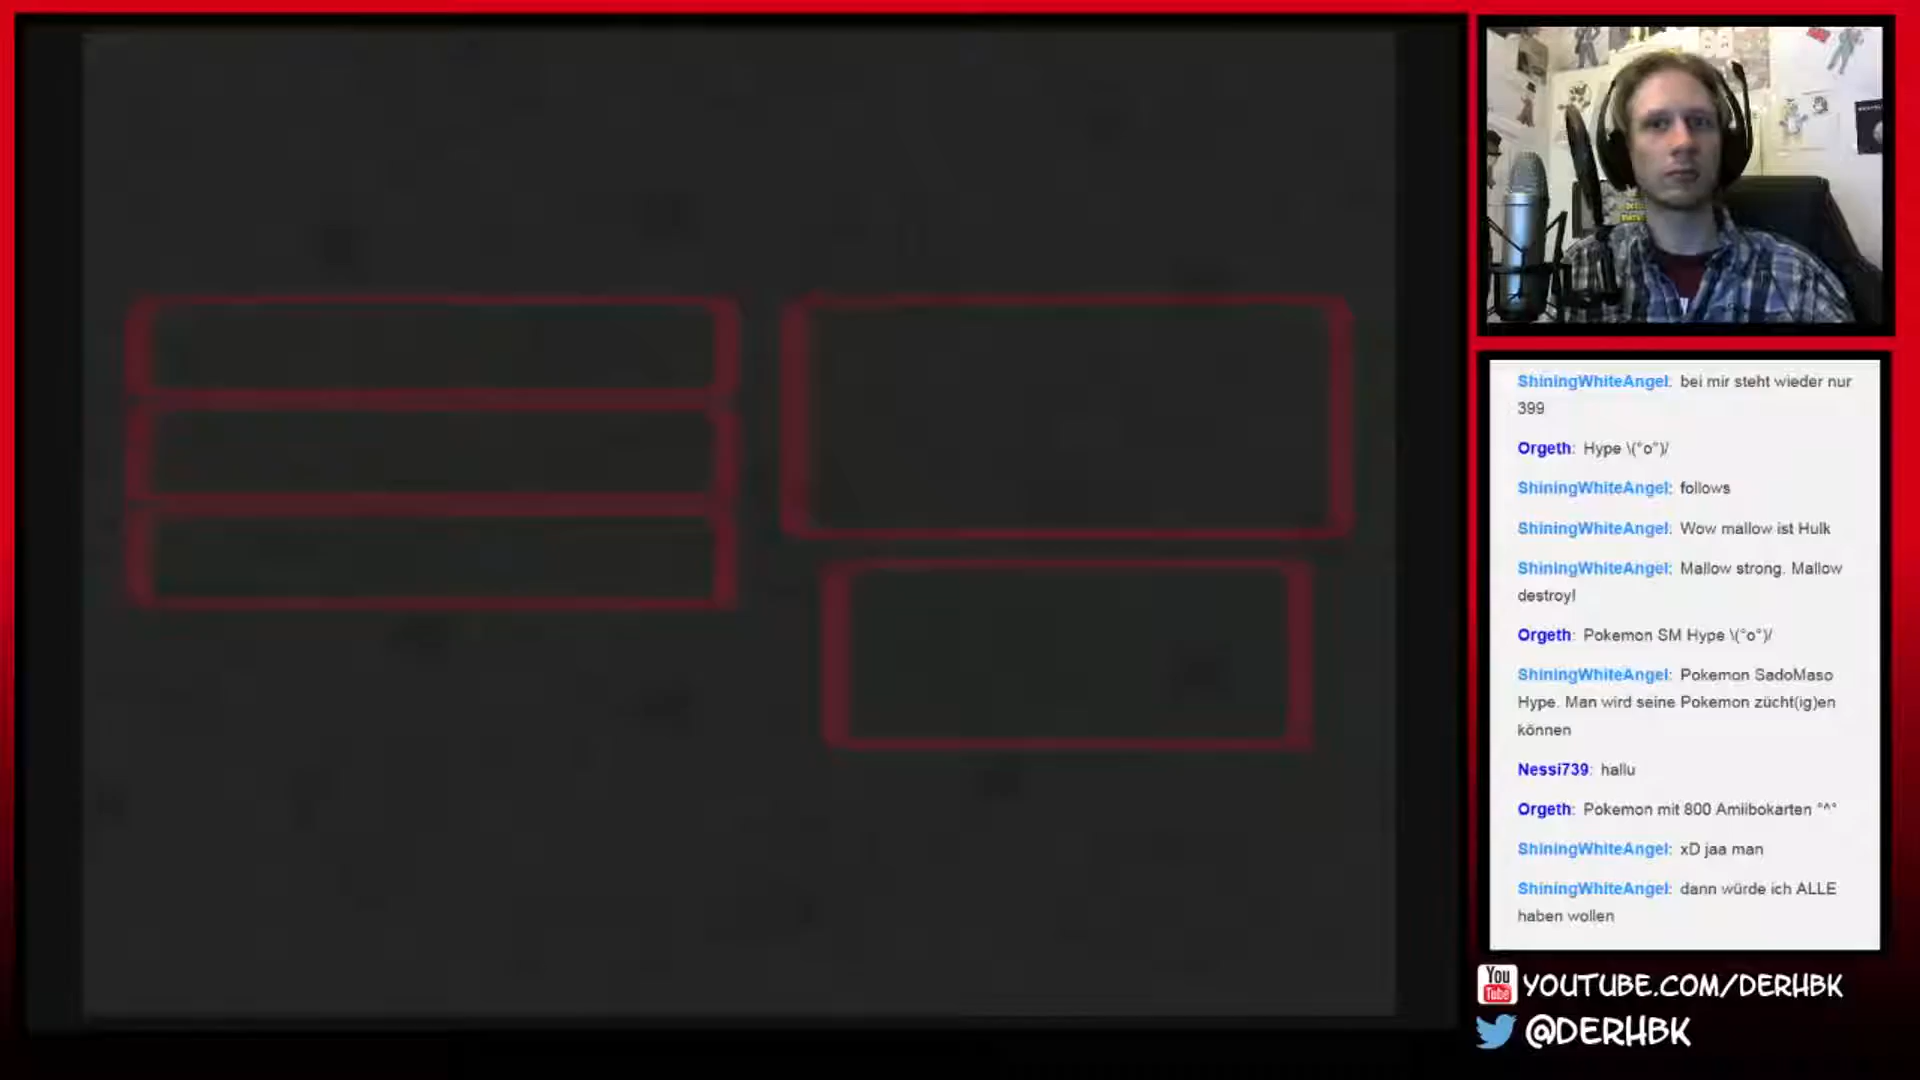 ShiningWhiteAngel: bei mir steht wieder nur
399
Orgeth: Hype \(°o°)/
ShiningWhiteAngel: follows
ShiningWhiteAngel: Wow mallow ist Hulk
ShiningWhiteAngel: Mallow strong. Mallow
destroy!
Orgeth: Pokemon SM Hype \(°o°)/
ShiningWhiteAngel: Pokemon SadoMaso
Hype. Man wird seine Pokemon zücht(ig)en
können
Nessi739: hallu
Orgeth: Pokemon mit 800 Amiibokarten °^°
ShiningWhiteAngel: xD jaa man
ShiningWhiteAngel: dann würde ich ALLE
haben wollen
You
Tube YOUTUBE.COM/DERHBK
@DERHBK